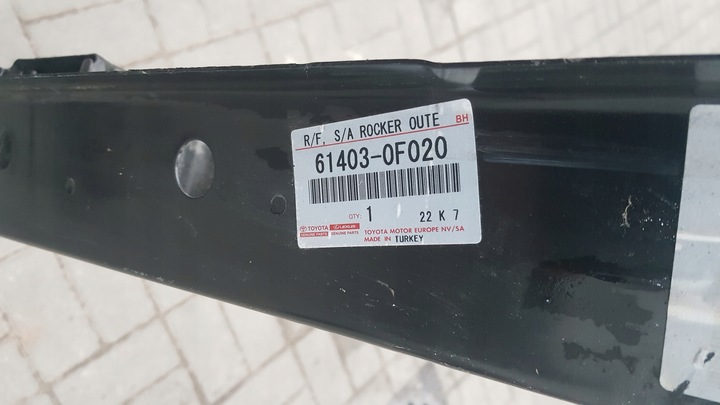 R/F, S/A ROCKER OUTE BH
61403-0F020
QTY: 1 22 K 7
TOYOTA LEXUS
GENUINE PARTS GENUINE PARTS
TOYOTA MOTOR EUROPE NV/SA
MADE IN TURKEY